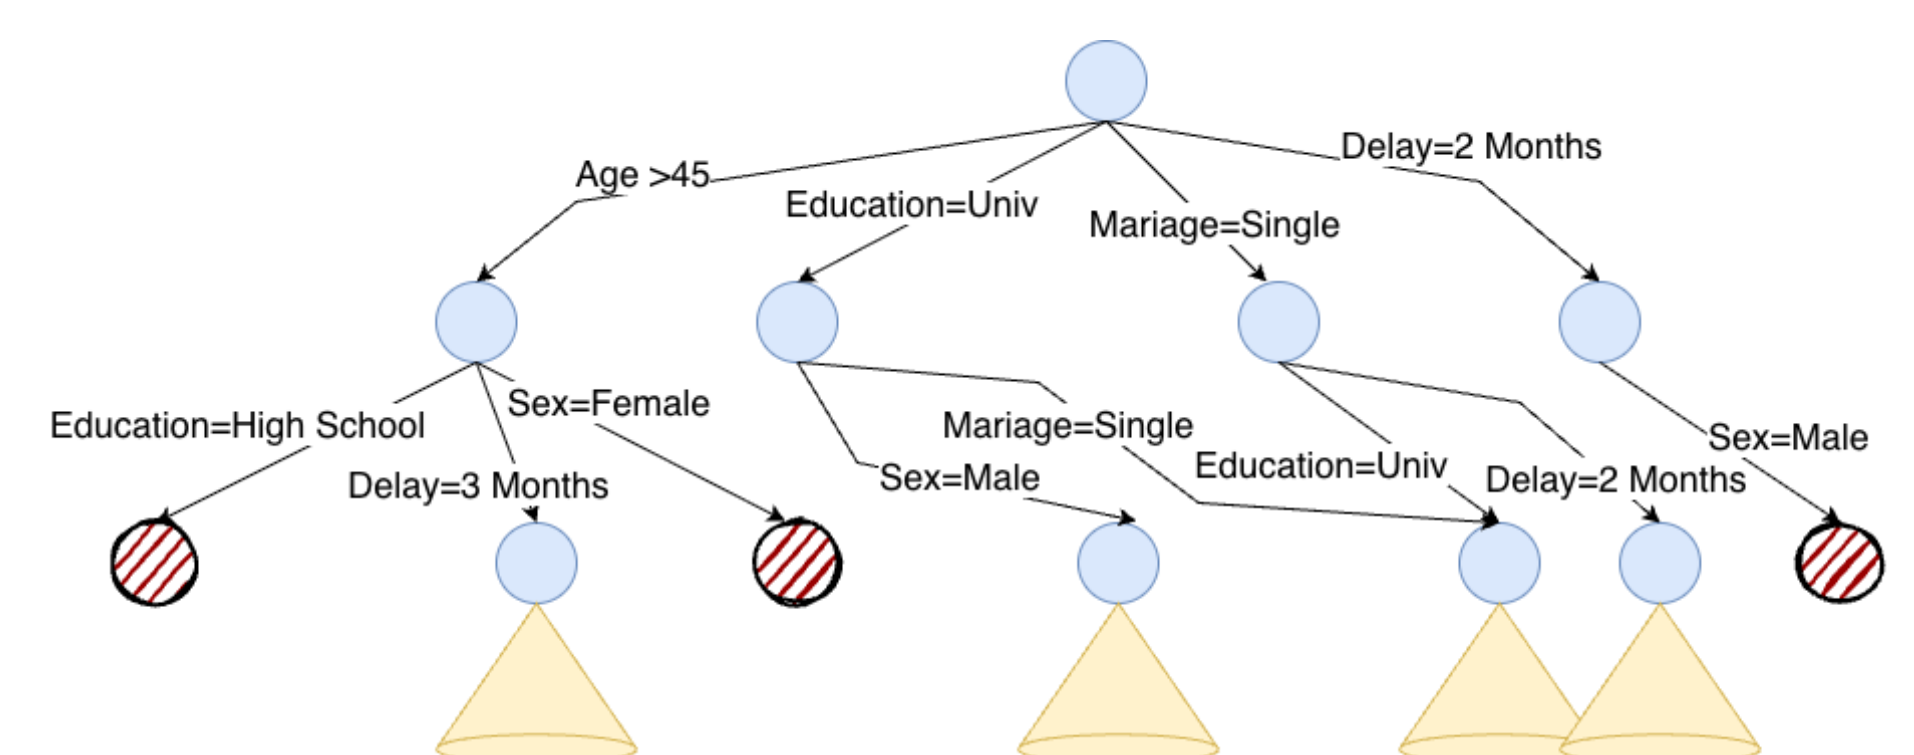 Delay=2 Months
Age >45
Education=Univ
Mariage=Single
Sex=Female
Education=High School
Mariage=Single
Sex=Male
Education=Univ
Sex=Male
Delay=2 Months
Delay=3 Months